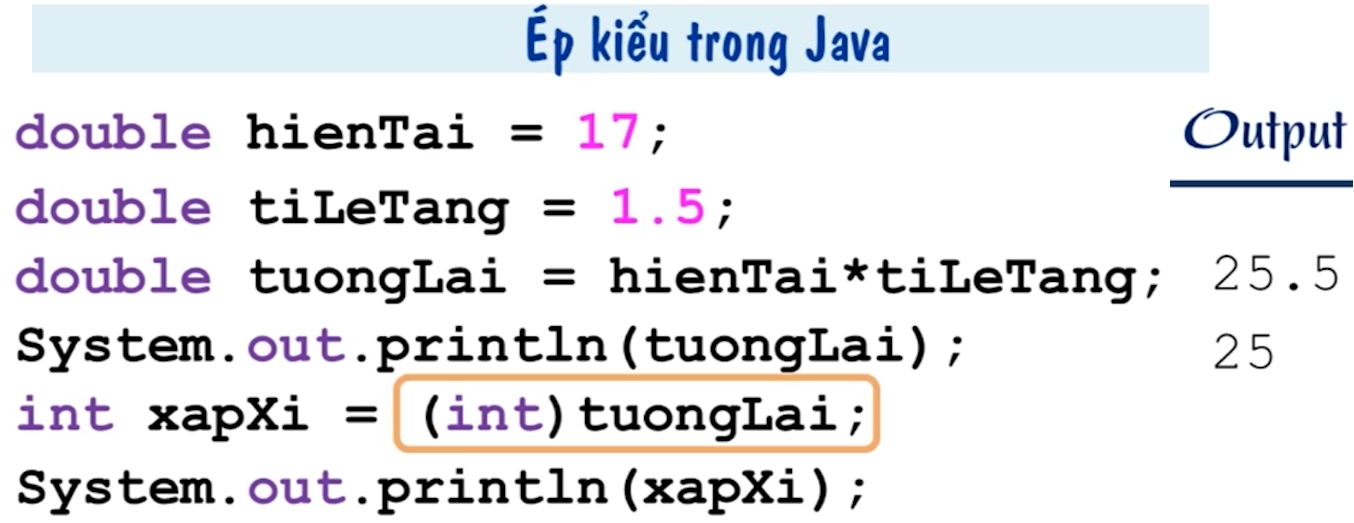 Ép kiểu trong Java
double hienTai = 17;
double tiLeTang = 1.5;
double tuongLai = hienTai*tiLeTang;
System.out.println(tuongLai);
int xapXi = (int)tuongLai;
System.out.println(xapXi);
Output
25.5
25